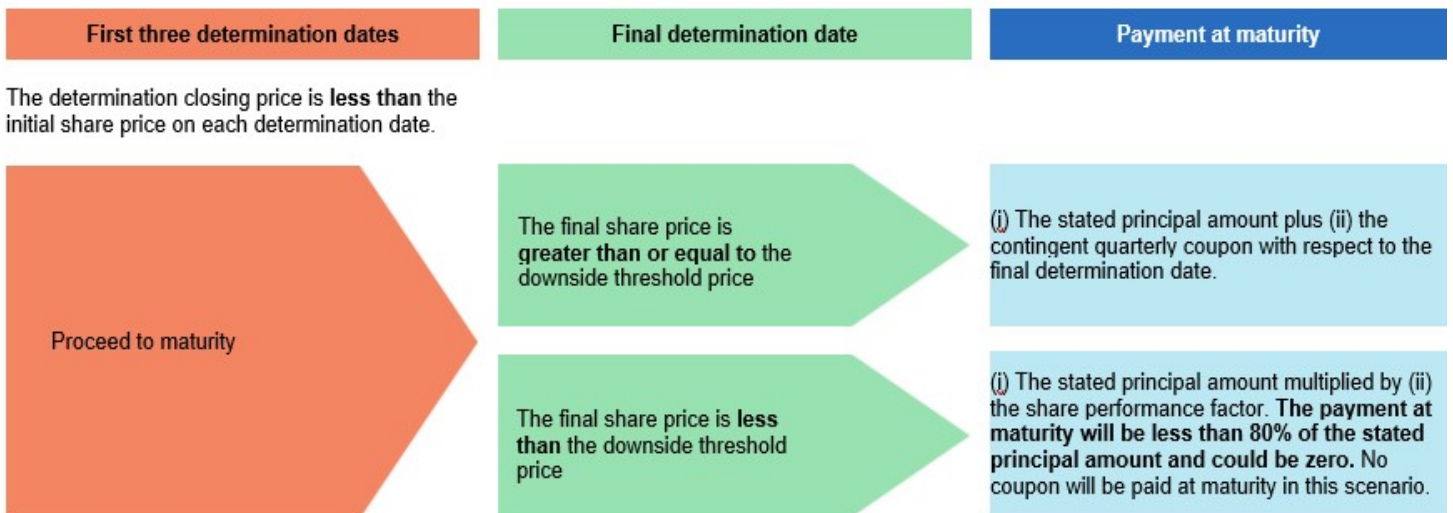 First three determination dates
Final determination date
Payment at maturity
The determination closing price is less than the
initial share price on each determination date.
Proceed to maturity
The final share price is
greater than or equal to the
downside threshold price
(i) The stated principal amount plus (ii) the
contingent quarterly coupon with respect to the
final determination date.
The final share price is less
than the downside threshold
price
(i) The stated principal amount multiplied by (ii)
the share performance factor. The payment at
maturity will be less than 80% of the stated
principal amount and could be zero. No
coupon will be paid at maturity in this scenario.